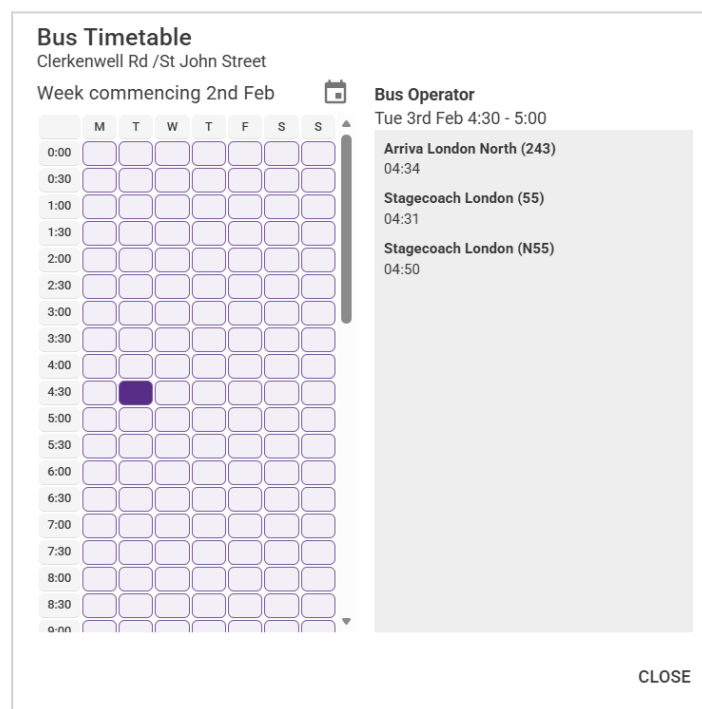 Bus Timetable
Clerkenwell Rd /St John Street
Week commencing 2nd Feb
M T W T F S S
0:00
0:30
1:00
1:30
2:00
2:30
3:00
3:30
4:00
4:30
5:00
5:30
6:00
6:30
7:00
7:30
8:00
8:30
9:00
Bus Operator
Tue 3rd Feb 4:30 - 5:00
Arriva London North (243)
04:34
Stagecoach London (55)
04:31
Stagecoach London (N55)
04:50
CLOSE